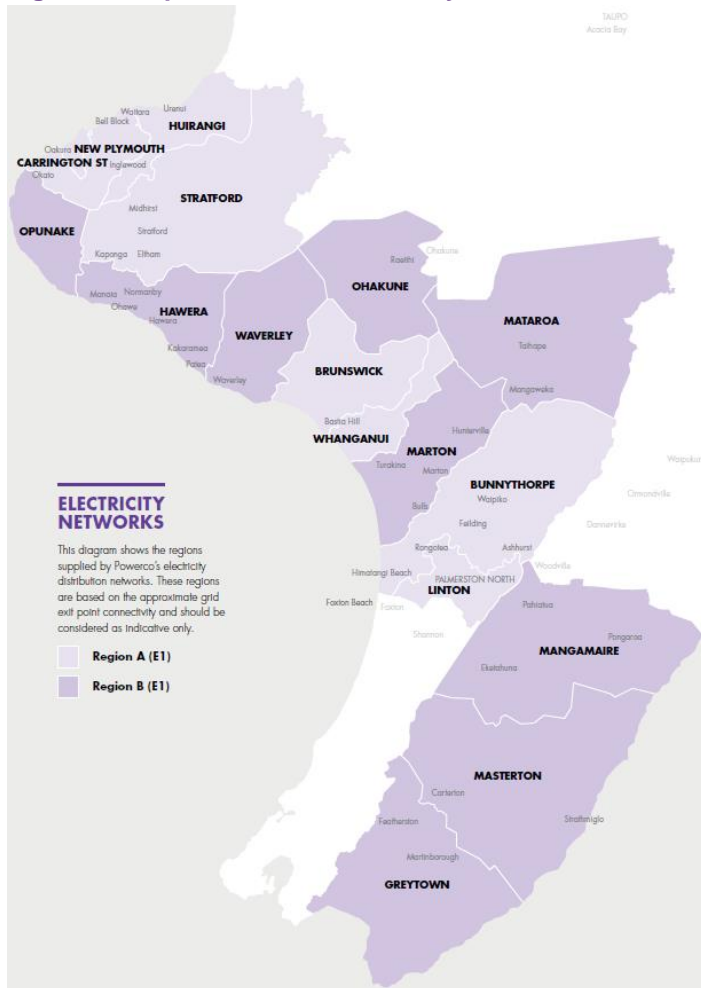 TAUPO
Acacia Bay
Waitara
Urenui
Bell Block
HUIRANGI
Oakura
NEW PLYMOUTH
CARRINGTON ST
Inglewood
Okato
STRATFORD
Midhirst
OPUNAKE
Stratford
Kaponga
Eltham
Raetihi
Ohakune
OHAKUNE
Manaia
Normanby
Ohawe
HAWERA
Hawera
MATAROA
WAVERLEY
Taihape
Kakaramea
Patea
BRUNSWICK
Waverley
Mangaweka
Bastia Hill
WHANGANUI
Hunterville
MARTON
Turakina
Marton
BUNNYTHORPE
Waipuku
Waipiko
Ormondville
Bulls
Feilding
Dannevirke
Rongotea
Ashhurst
Woodville
Himatangi Beach
PALMERSTON NORTH
LINTON
Foxton Beach
Foxton
Pahiatua
Shannon
Pongaroa
MANGAMAIRE
Eketahuna
MASTERTON
Carterton
Featherston
Strathmiglo
Martinborough
GREYTOWN
ELECTRICITY
NETWORKS
This diagram shows the regions
supplied by Powerco's electricity
distribution networks. These regions
are based on the approximate grid
exit point connectivity and should be
considered as indicative only.
Region A (E1)
Region B (E1)